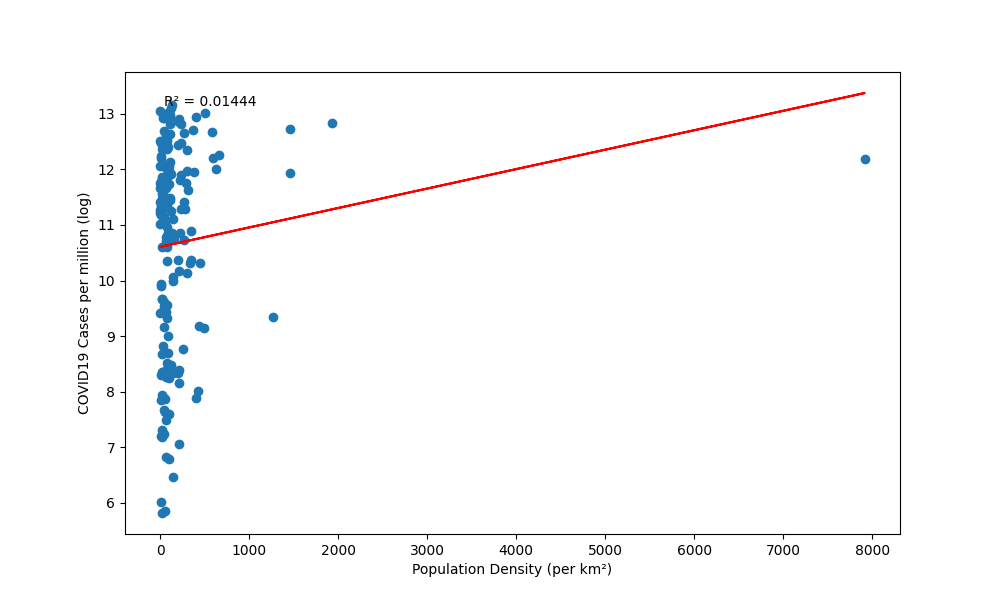 R² = 0.01444
13
12
11
10
9
8
7
6
COVID19 Cases per million (log)
0 1000 2000 3000 4000 5000 6000 7000 8000
Population Density (per km²)